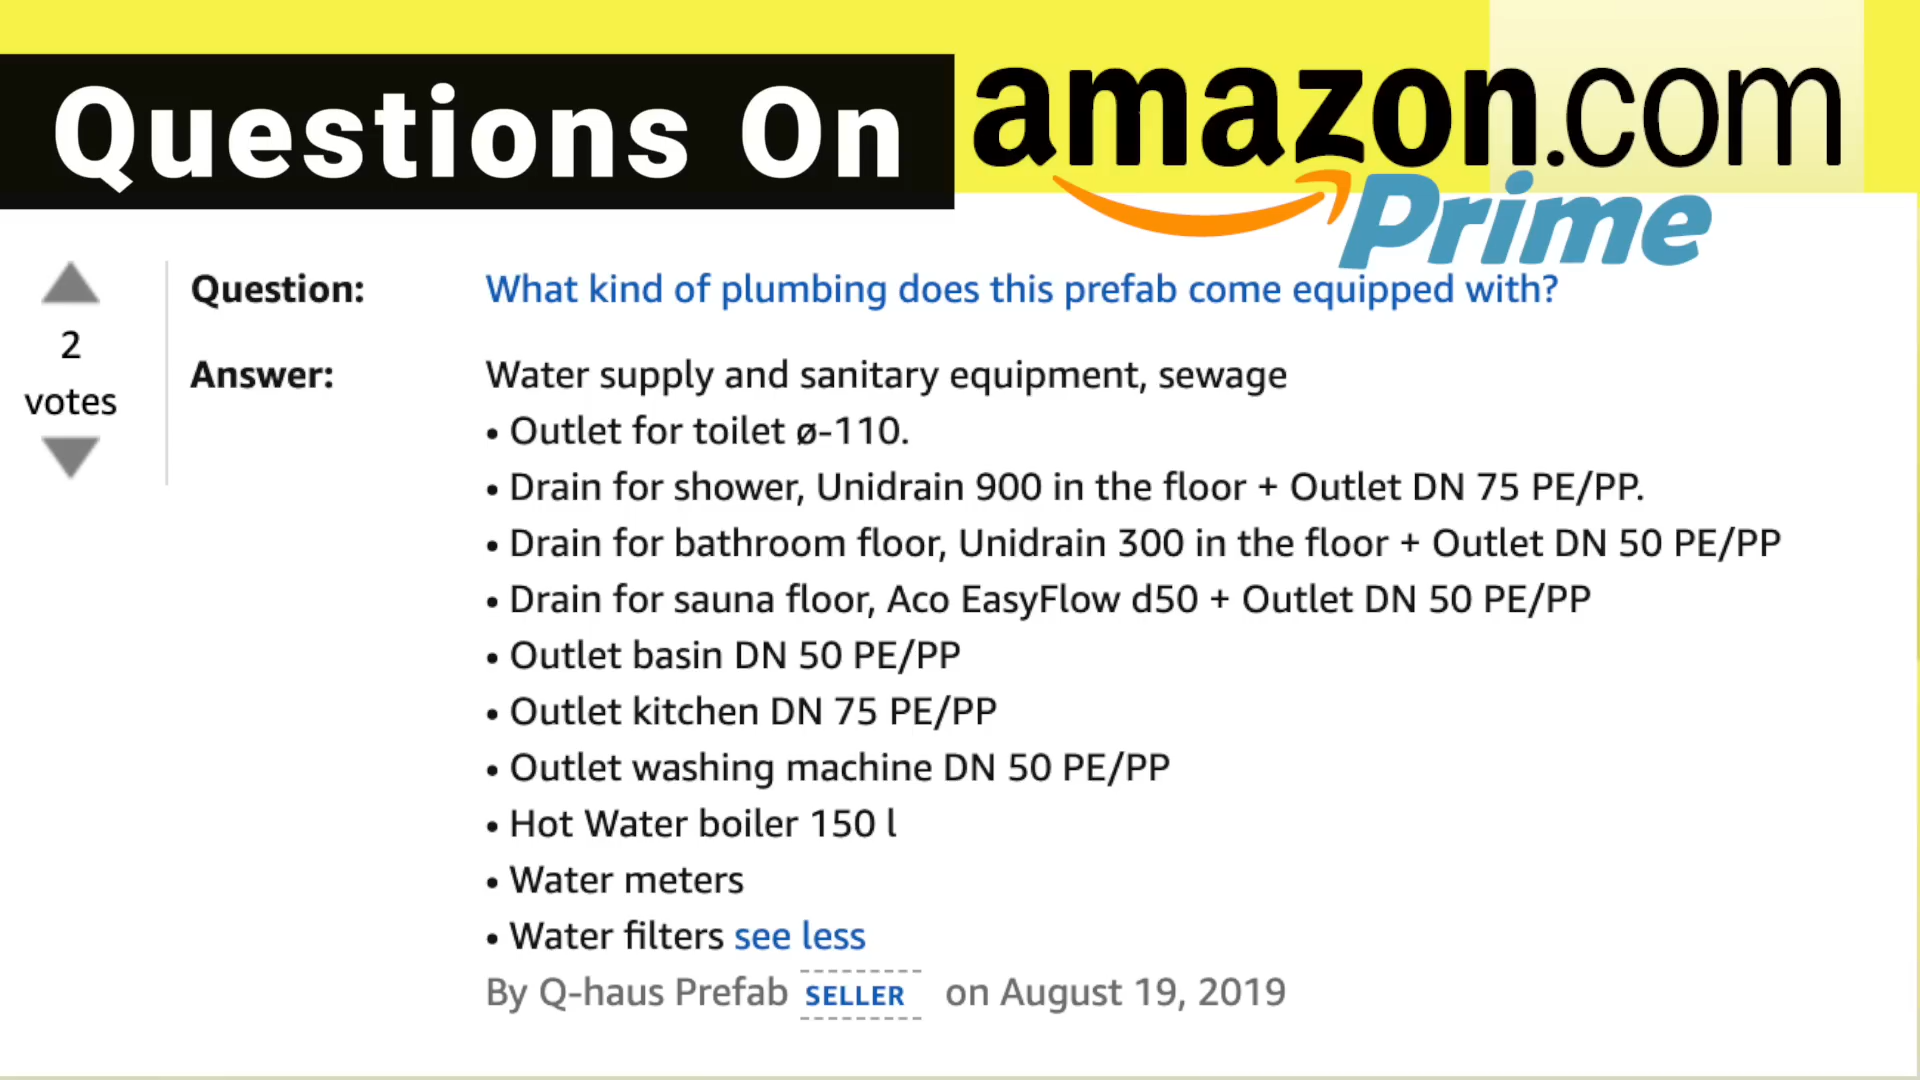 Questions On amazon.com
Prime
Question: What kind of plumbing does this prefab come equipped with?
2
votes
Answer: Water supply and sanitary equipment, sewage
• Outlet for toilet ø-110.
• Drain for shower, Unidrain 900 in the floor + Outlet DN 75 PE/PP.
• Drain for bathroom floor, Unidrain 300 in the floor + Outlet DN 50 PE/PP
• Drain for sauna floor, Aco EasyFlow d50 + Outlet DN 50 PE/PP
• Outlet basin DN 50 PE/PP
• Outlet kitchen DN 75 PE/PP
• Outlet washing machine DN 50 PE/PP
• Hot Water boiler 150 l
• Water meters
• Water filters see less
By Q-haus Prefab SELLER on August 19, 2019